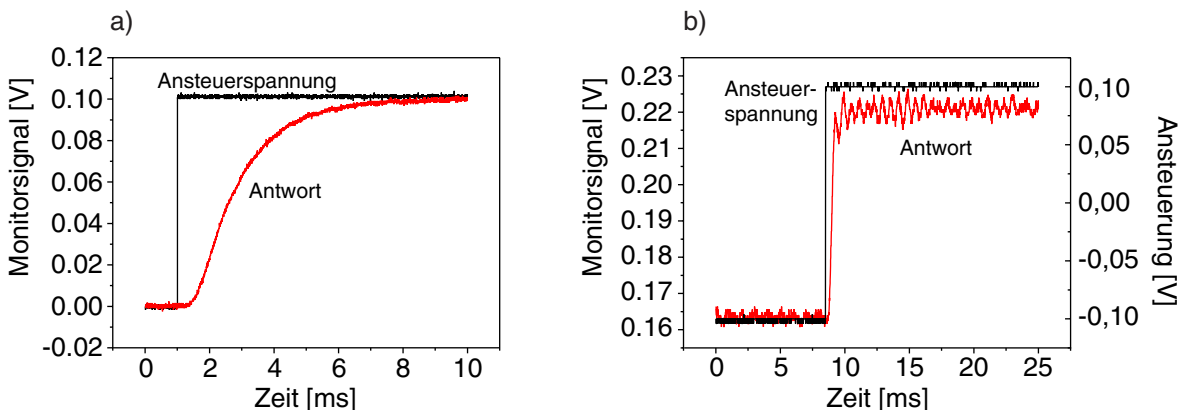 a)
Monitorsignal [V]
0.12
0.10
0.08
0.06
0.04
0.02
0.00
-0.02
Ansteuerspannung
Antwort
0 2 4 6 8 10
Zeit [ms]
b)
Monitorsignal [V]
0.23
0.22
0.21
0.20
0.19
0.18
0.17
0.16
Ansteuer-
spannung
Antwort
0,10
0,05
0,00
-0,05
-0,10
Ansteuerung [V]
0 5 10 15 20 25
Zeit [ms]